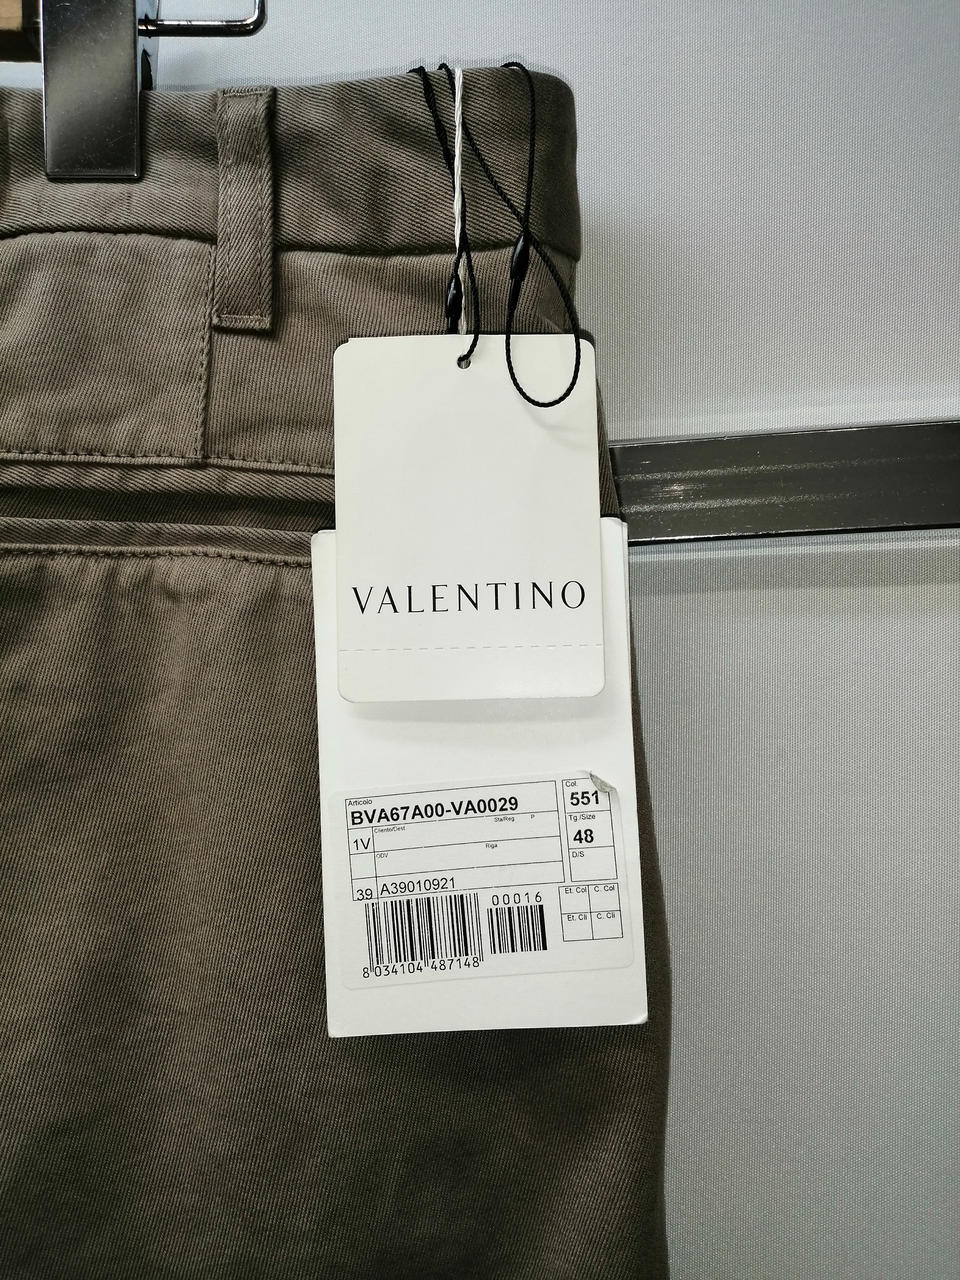 VALENTINO
Articolo
BVA67A00-VA0029
Col.
551
1V
Cliente/Dest
Sta/Reg
P
Tg./Size
48
ODV
Riga
D/S
39
A39010921
Et. Col
C. Col
00016
Et. Cli
C. Cli
8 034104 487148